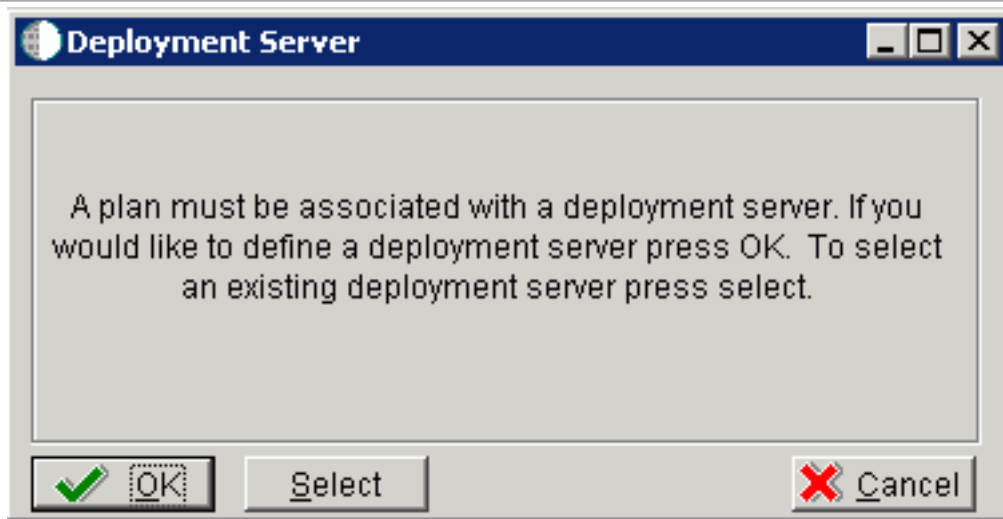 Deployment Server
A plan must be associated with a deployment server. If you
would like to define a deployment server press OK.  To select
an existing deployment server press select.
OK
Select
Cancel